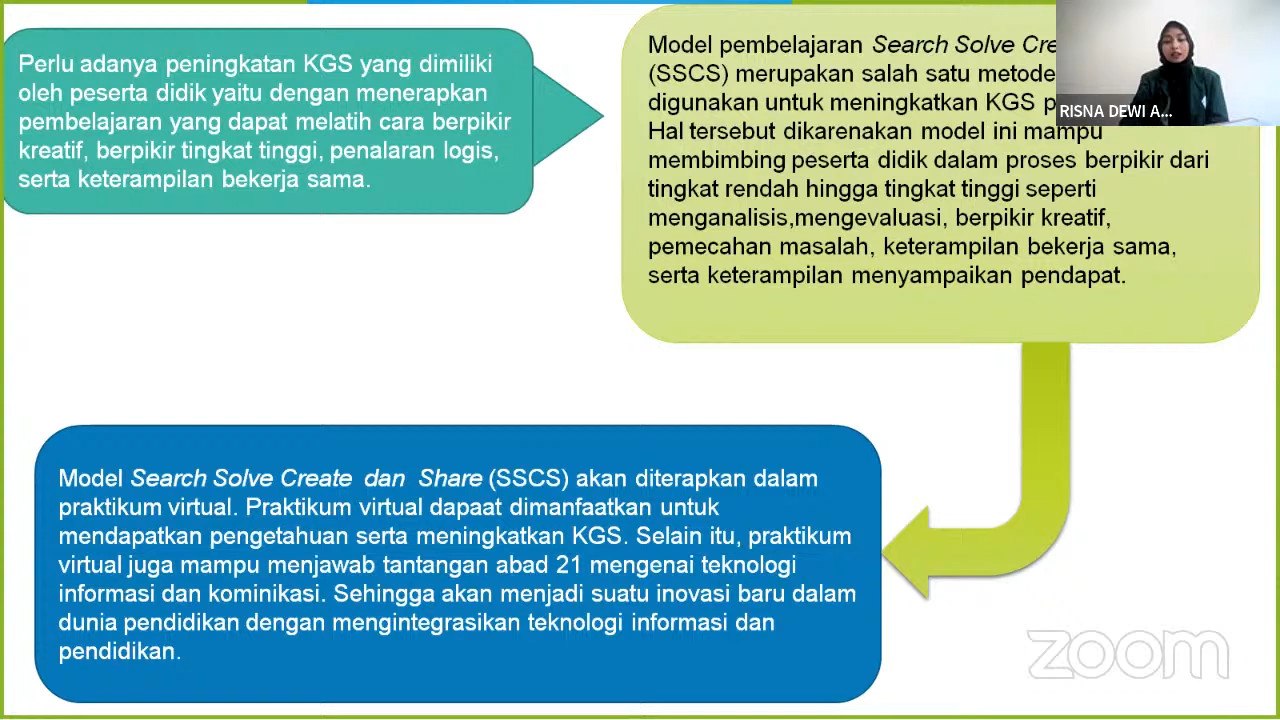 Perlu adanya peningkatan KGS yang dimiliki
oleh peserta didik yaitu dengan menerapkan
pembelajaran yang dapat melatih cara berpikir
kreatif, berpikir tingkat tinggi, penalaran logis,
serta keterampilan bekerja sama.
Model pembelajaran Search Solve
(SSCS) merupakan salah satu metode
digunakan untuk meningkatkan KGS
Hal tersebut dikarenakan model ini mampu
membimbing peserta didik dalam proses berpikir dari
tingkat rendah hingga tingkat tinggi seperti
menganalisis,mengevaluasi, berpikir kreatif,
pemecahan masalah, keterampilan bekerja sama,
serta keterampilan menyampaikan pendapat.
RISNA DEWI A...
Model Search Solve Create dan Share (SSCS) akan diterapkan dalam
praktikum virtual. Praktikum virtual dapaat dimanfaatkan untuk
mendapatkan pengetahuan serta meningkatkan KGS. Selain itu, praktikum
virtual juga mampu menjawab tantangan abad 21 mengenai teknologi
informasi dan kominikasi. Sehingga akan menjadi suatu inovasi baru dalam
dunia pendidikan dengan mengintegrasikan teknologi informasi dan
pendidikan.
zoom